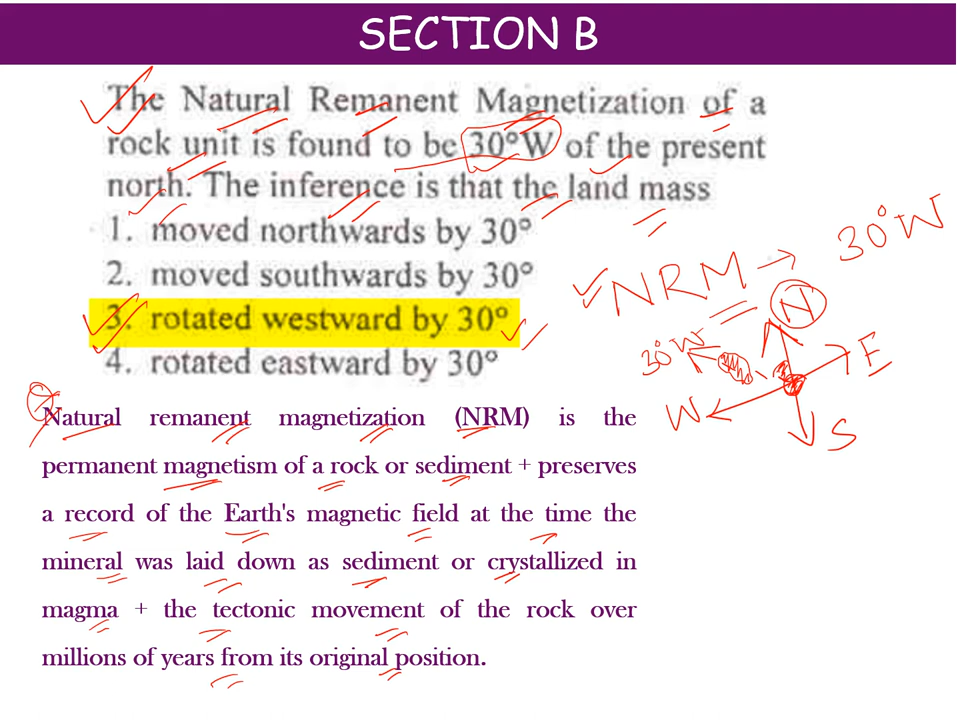 SECTION B
The Natural Remanent Magnetization of a
rock unit is found to be 30°W of the present
north. The inference is that the land mass
1. moved northwards by 30°
2. moved southwards by 30°
3. rotated westward by 30°
4. rotated eastward by 30°
NRM → 30°W
N
30°W
E
W
S
Natural remanent magnetization (NRM) is the
permanent magnetism of a rock or sediment + preserves
a record of the Earth's magnetic field at the time the
mineral was laid down as sediment or crystallized in
magma + the tectonic movement of the rock over
millions of years from its original position.